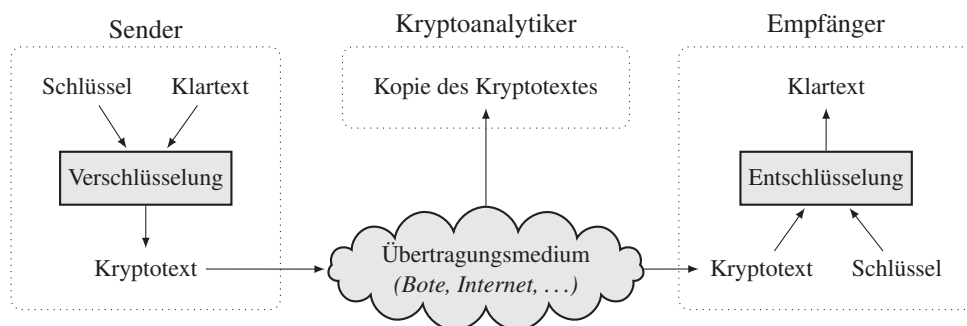 Sender
Kryptoanalytiker
Empfänger
Schlüssel Klartext
Kopie des Kryptotextes
Klartext
Verschlüsselung
Entschlüsselung
Kryptotext
Übertragungsmedium
(Bote, Internet, . . .)
Kryptotext Schlüssel